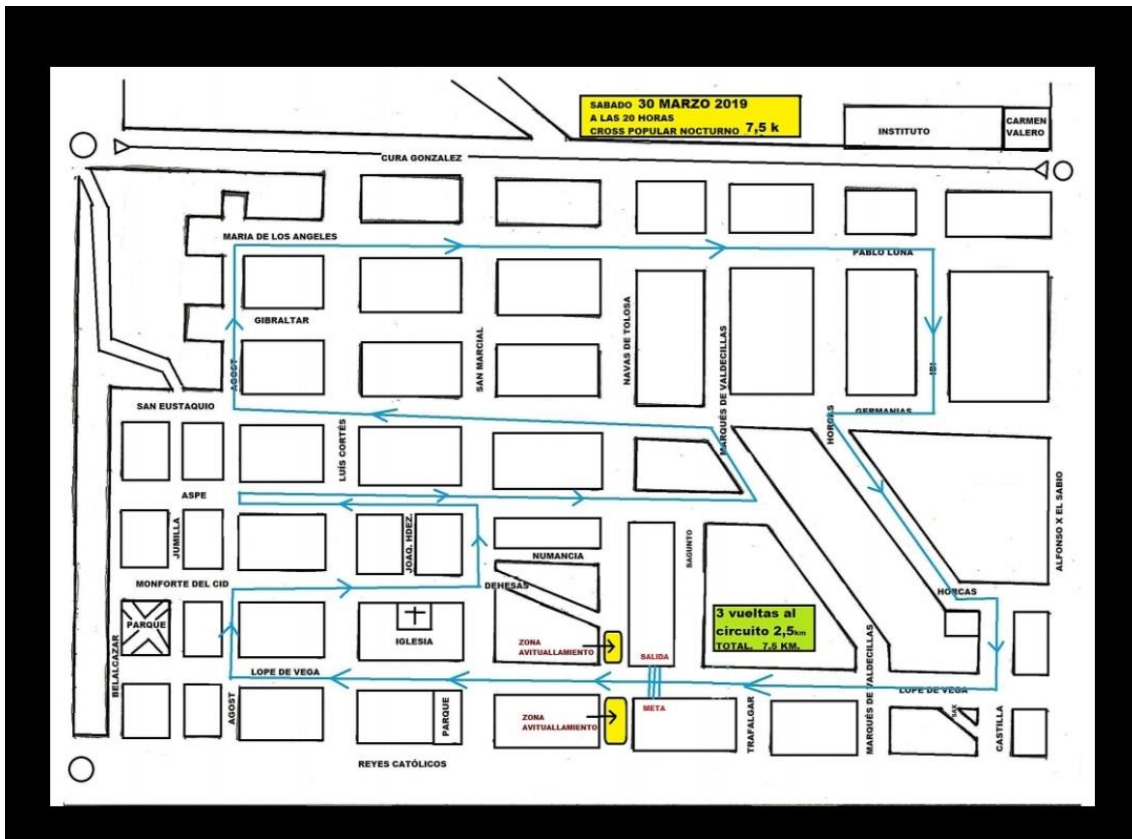 SABADO 30 MARZO 2019
A LAS 20 HORAS
CROSS POPULAR NOCTURNO 7,5 k
INSTITUTO
CARMEN
VALERO
CURA GONZALEZ
MARIA DE LOS ANGELES
PABLO LUNA
GIBRALTAR
AGOST
SAN MARCIAL
NAVAS DE TOLOSA
MARQUÉS DE VALDECILLAS
IBI
SAN EUSTAQUIO
GERMANIAS
HORCAS
LUÍS CORTÉS
ASPE
JUMILLA
JOAQ. HDEZ.
NUMANCIA
SAGUNTO
ALFONSO X EL SABIO
MONFORTE DEL CID
DEHESAS
HORCAS
PARQUE
IGLESIA
3 vueltas al
circuito 2,5km
TOTAL. 7,5 KM.
ZONA
AVITUALLAMIENTO
SALIDA
BELALCAZAR
LOPE DE VEGA
MARQUÉS DE VALDECILLAS
LOPE DE VEGA
AGOST
PARQUE
ZONA
AVITUALLAMIENTO
META
TRAFALGAR
SAX
CASTILLA
REYES CATÓLICOS